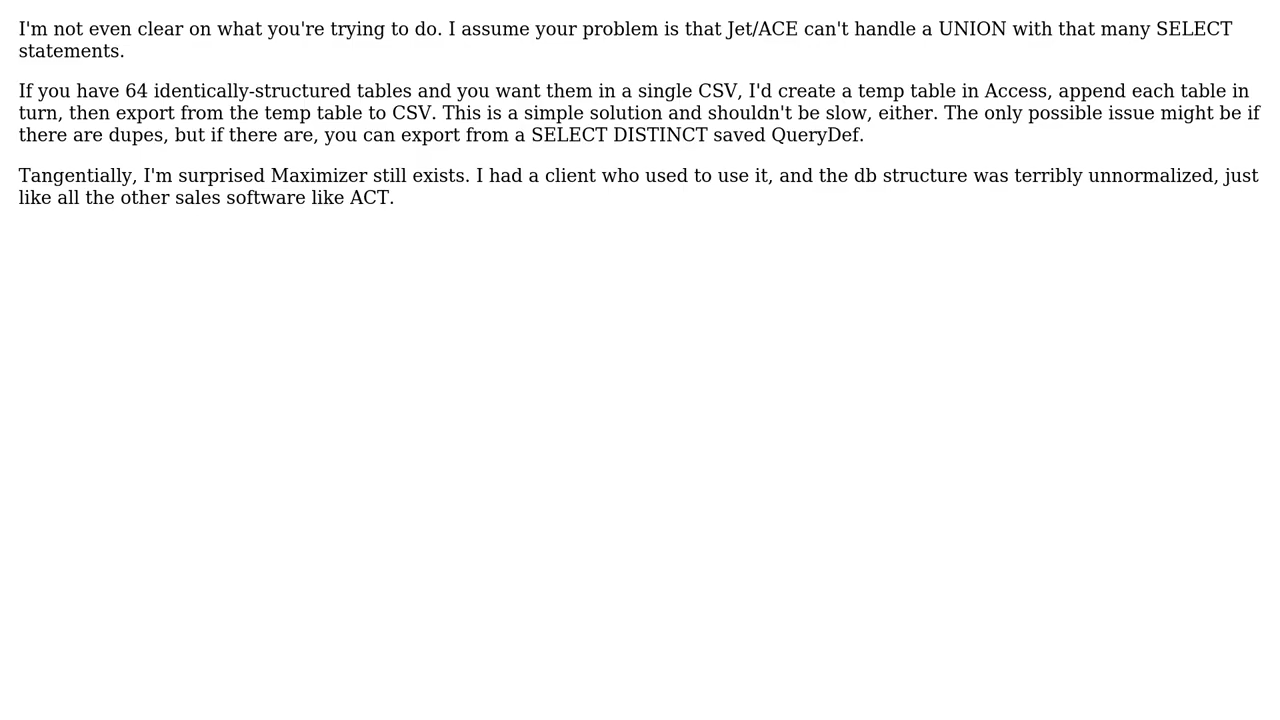 I'm not even clear on what you're trying to do. I assume your problem is that Jet/ACE can't handle a UNION with that many SELECT
statements.
If you have 64 identically-structured tables and you want them in a single CSV, I'd create a temp table in Access, append each table in
turn, then export from the temp table to CSV. This is a simple solution and shouldn't be slow, either. The only possible issue might be if
there are dupes, but if there are, you can export from a SELECT DISTINCT saved QueryDef.
Tangentially, I'm surprised Maximizer still exists. I had a client who used to use it, and the db structure was terribly unnormalized, just
like all the other sales software like ACT.